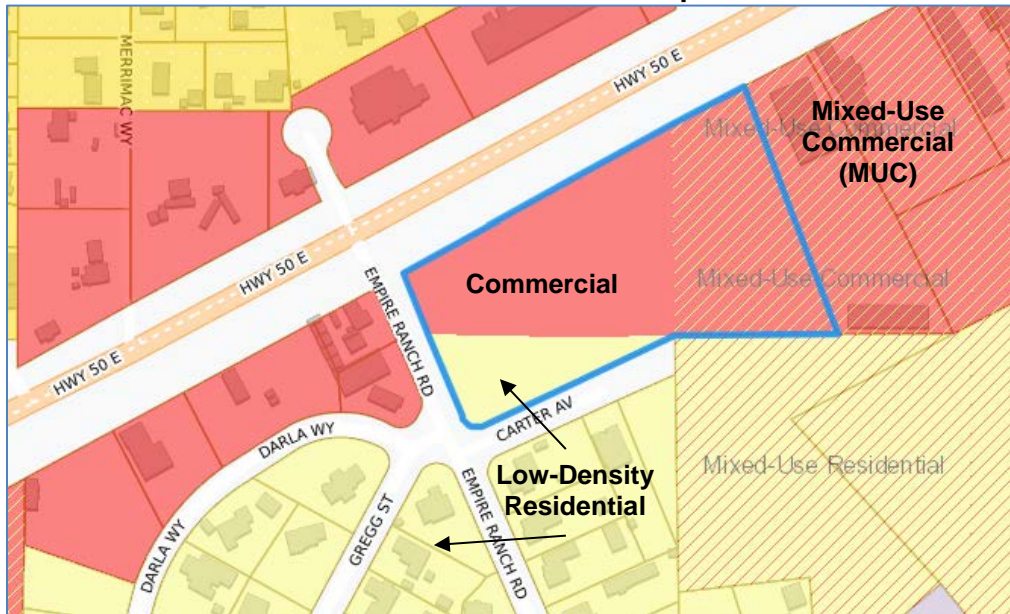 MERRIMAC WY
HWY 50 E
Mixed-Use Commercial
Mixed-Use
Commercial
(MUC)
HWY 50 E
Commercial
Mixed-Use Commercial
EMPIRE RANCH RD
HWY 50 E
CARTER AV
DARLA WY
Low-Density
Residential
Mixed-Use Residential
GREGG ST
EMPIRE RANCH RD
DARLA WY